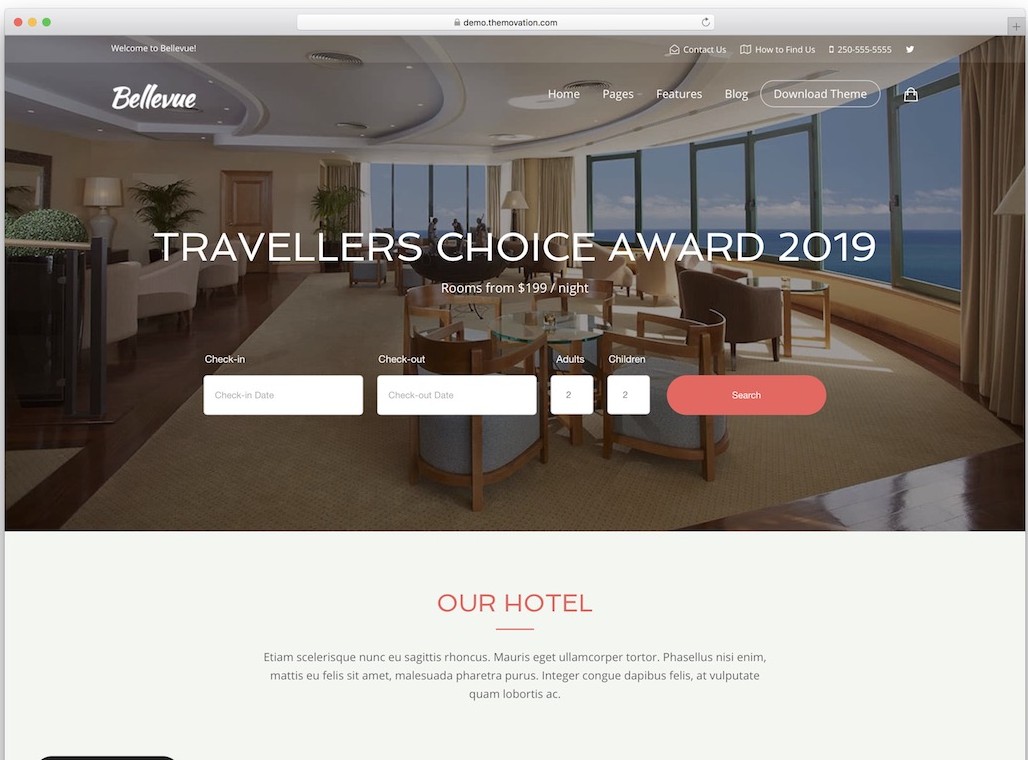 demo.themovation.com
Welcome to Bellevue!
Contact Us
How to Find Us
250-555-5555
Bellevue
Home
Pages
Features
Blog
Download Theme
TRAVELLERS CHOICE AWARD 2019
Rooms from $199 / night
Check-in
Check-out
Adults
Children
Check-in Date
Check-out Date
2
2
Search
OUR HOTEL
Etiam scelerisque nunc eu sagittis rhoncus. Mauris eget ullamcorper tortor. Phasellus nisi enim,
mattis eu felis sit amet, malesuada pharetra purus. Integer congue dapibus felis, at vulputate
quam lobortis ac.